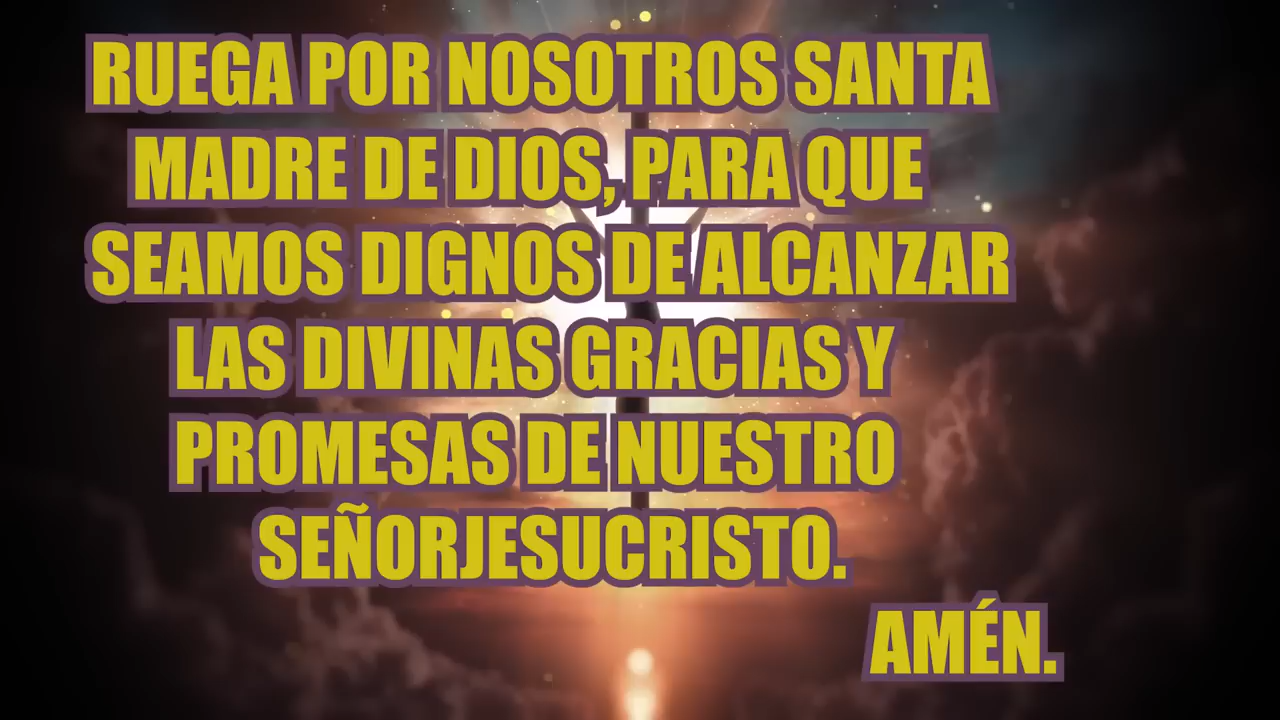 RUEGA POR NOSOTROS SANTA
MADRE DE DIOS, PARA QUE
SEAMOS DIGNOS DE ALCANZAR
LAS DIVINAS GRACIAS Y
PROMESAS DE NUESTRO
SEÑORJESUCRISTO.
AMÉN.